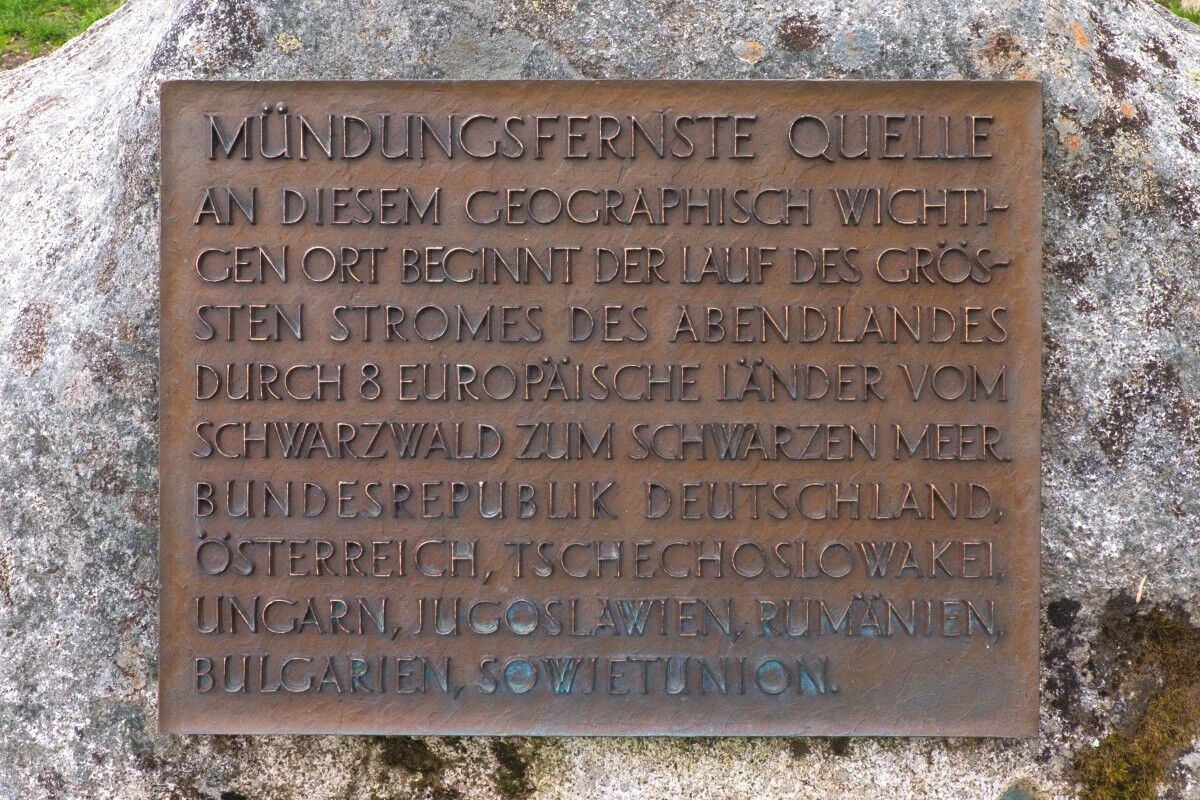 MÜNDUNGSFERNSTE QUELLE
AN DIESEM GEOGRAPHISCH WICHTI-
GEN ORT BEGINNT DER LAUF DES GRÖS-
STEN STROMES DES ABENDLANDES
DURCH 8 EUROPÄISCHE LÄNDER VOM
SCHWARZWALD ZUM SCHWARZEN MEER.
BUNDESREPUBLIK DEUTSCHLAND,
ÖSTERREICH, TSCHECHOSLOWAKEI,
UNGARN, JUGOSLAWIEN, RUMÄNIEN,
BULGARIEN, SOWJETUNION.